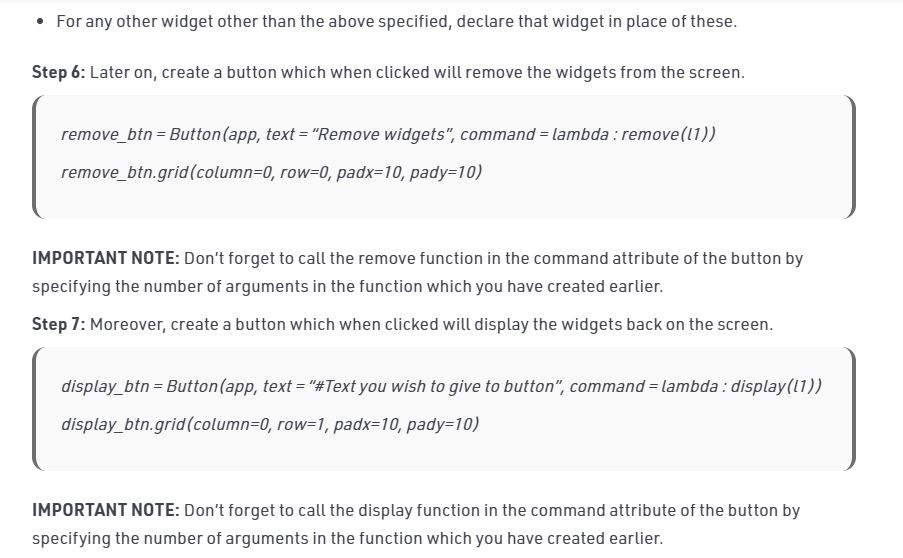 • For any other widget other than the above specified, declare that widget in place of these.
Step 6: Later on, create a button which when clicked will remove the widgets from the screen.
remove_btn = Button(app, text = “Remove widgets”, command = lambda : remove(l1))
remove_btn.grid(column=0, row=0, padx=10, pady=10)
IMPORTANT NOTE: Don’t forget to call the remove function in the command attribute of the button by
specifying the number of arguments in the function which you have created earlier.
Step 7: Moreover, create a button which when clicked will display the widgets back on the screen.
display_btn = Button(app, text = “#Text you wish to give to button”, command = lambda : display(l1))
display_btn.grid(column=0, row=1, padx=10, pady=10)
IMPORTANT NOTE: Don’t forget to call the display function in the command attribute of the button by
specifying the number of arguments in the function which you have created earlier.